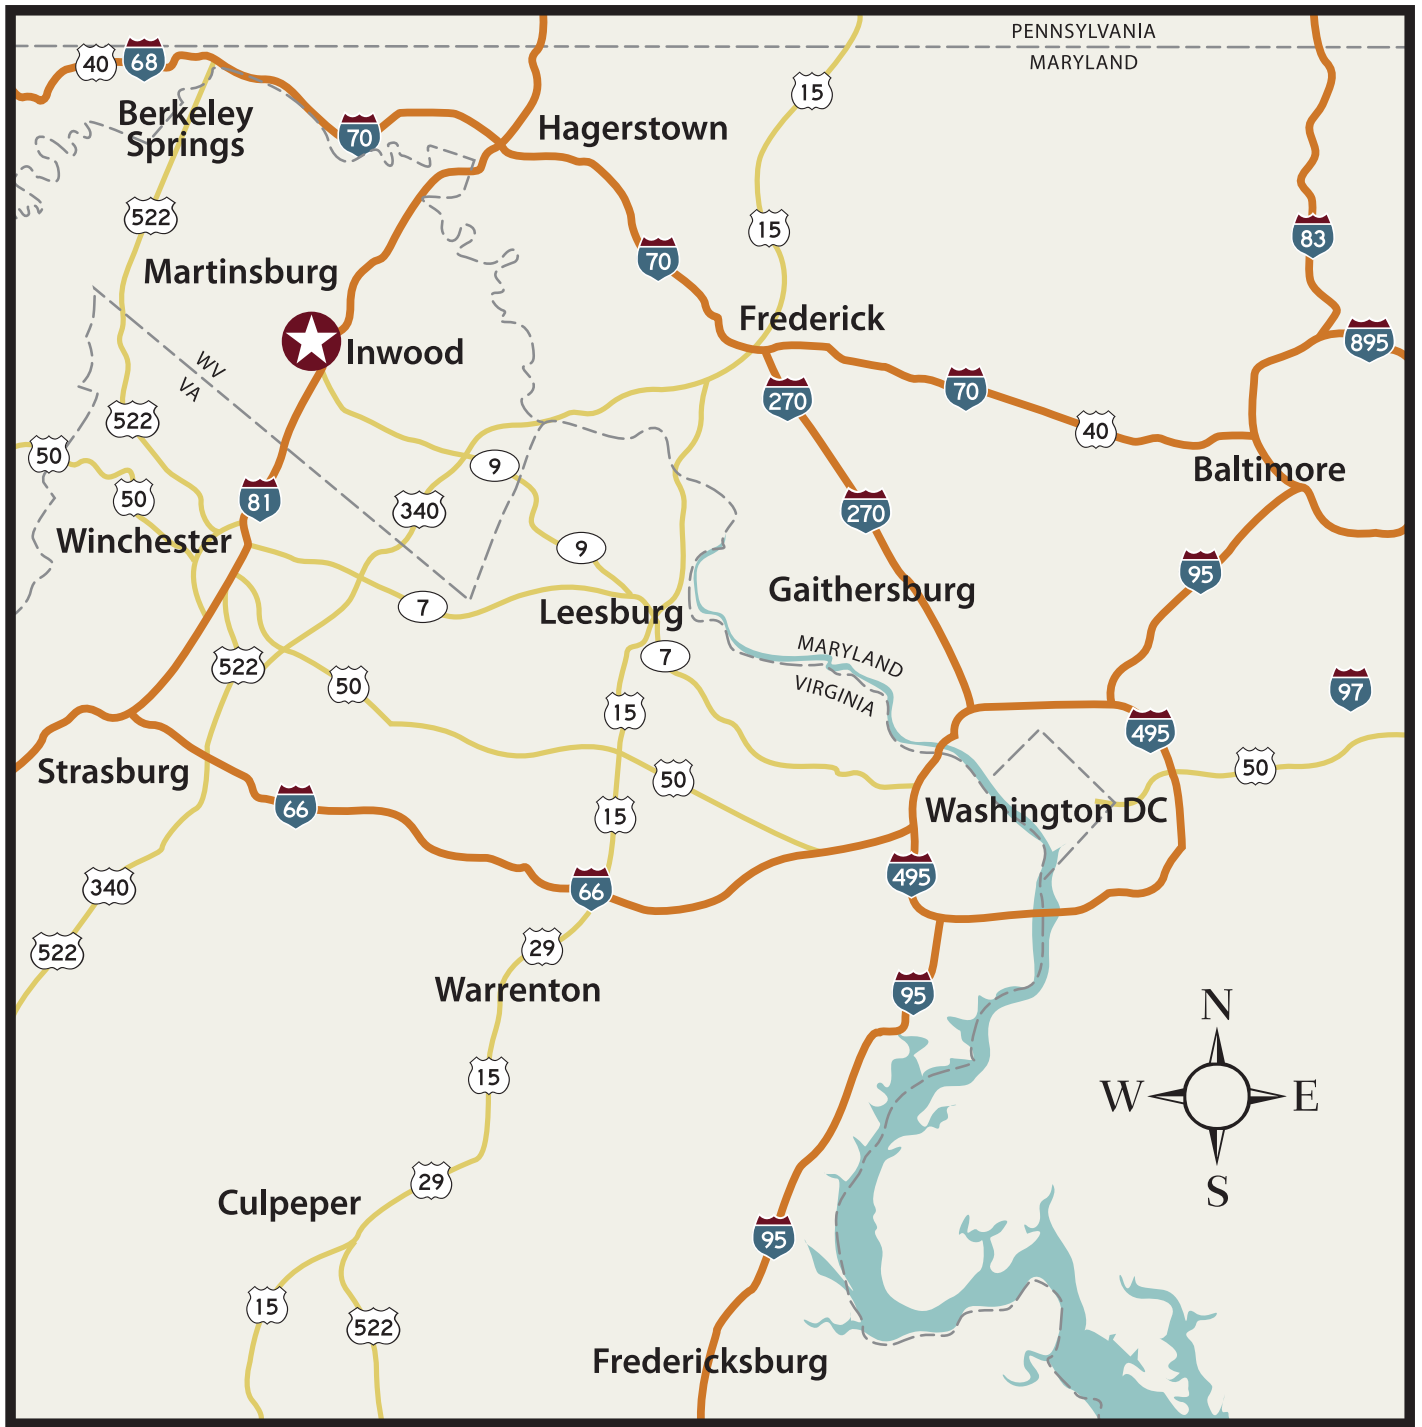 PENNSYLVANIA
MARYLAND
40
68
15
Berkeley
Springs
70
Hagerstown
522
15
83
70
Martinsburg
Frederick
895
Inwood
WV
VA
270
70
522
40
50
9
Baltimore
50
81
340
270
Winchester
9
95
7
Leesburg
Gaithersburg
MARYLAND
VIRGINIA
522
7
50
97
15
495
Strasburg
50
50
66
15
Washington DC
340
66
495
522
29
Warrenton
95
N
15
W
E
29
S
Culpeper
95
15
522
Fredericksburg